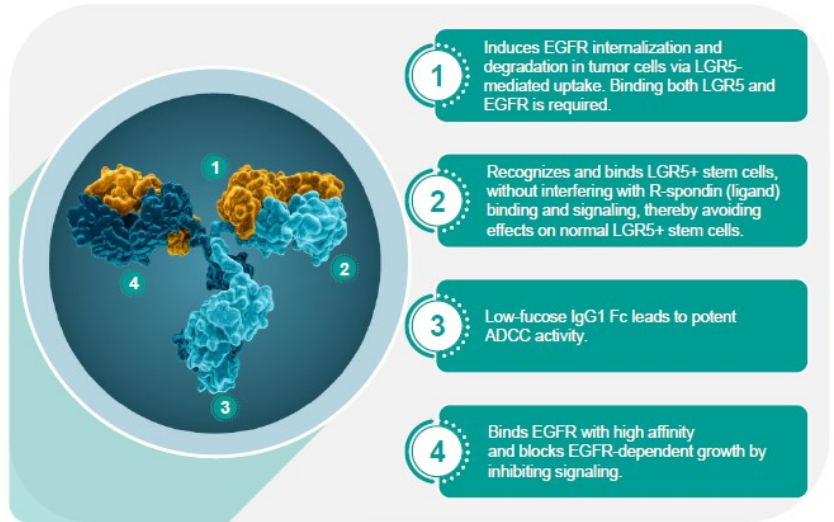 1
Induces EGFR internalization and
degradation in tumor cells via LGR5-
mediated uptake. Binding both LGR5 and
EGFR is required.
2
Recognizes and binds LGR5+ stem cells,
without interfering with R-spondin (ligand)
binding and signaling, thereby avoiding
effects on normal LGR5+ stem cells.
3
Low-fucose IgG1 Fc leads to potent
ADCC activity.
4
Binds EGFR with high affinity
and blocks EGFR-dependent growth by
inhibiting signaling.
1
2
4
3